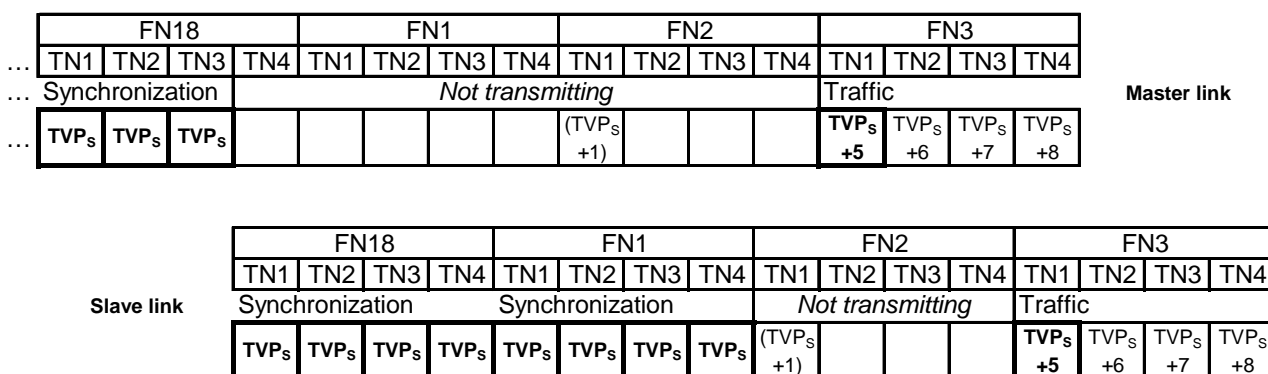 FN18 FN1 FN2 FN3
… TN1 TN2 TN3 TN4 TN1 TN2 TN3 TN4 TN1 TN2 TN3 TN4 TN1 TN2 TN3 TN4
… Synchronization Not transmitting Traffic Master link
… TVPS TVPS TVPS (TVPS +1) TVPS +5 TVPS +6 TVPS +7 TVPS +8
FN18 FN1 FN2 FN3
TN1 TN2 TN3 TN4 TN1 TN2 TN3 TN4 TN1 TN2 TN3 TN4 TN1 TN2 TN3 TN4
Slave link Synchronization Synchronization Not transmitting Traffic
TVPS TVPS TVPS TVPS TVPS TVPS TVPS TVPS (TVPS +1) TVPS +5 TVPS +6 TVPS +7 TVPS +8